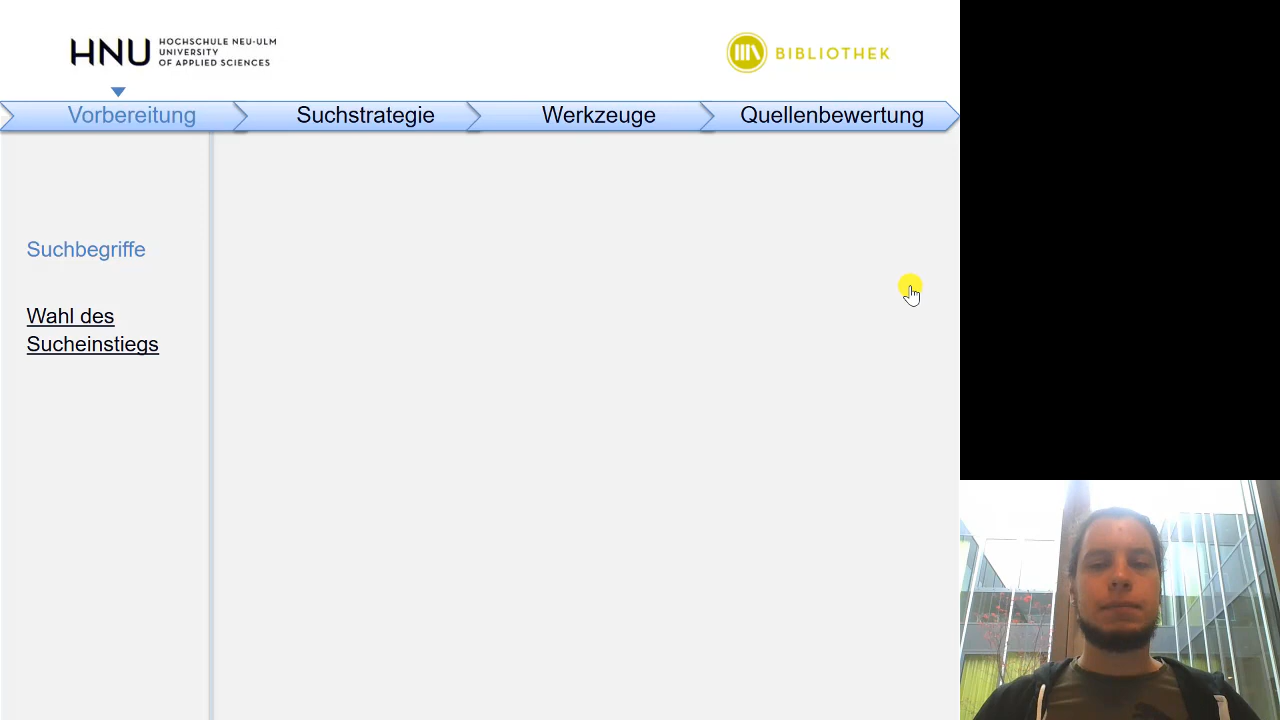 HNU
HOCHSCHULE NEU-ULM
UNIVERSITY
OF APPLIED SCIENCES
BIBLIOTHEK
Vorbereitung
Suchstrategie
Werkzeuge
Quellenbewertung
Suchbegriffe
Wahl des
Sucheinstiegs